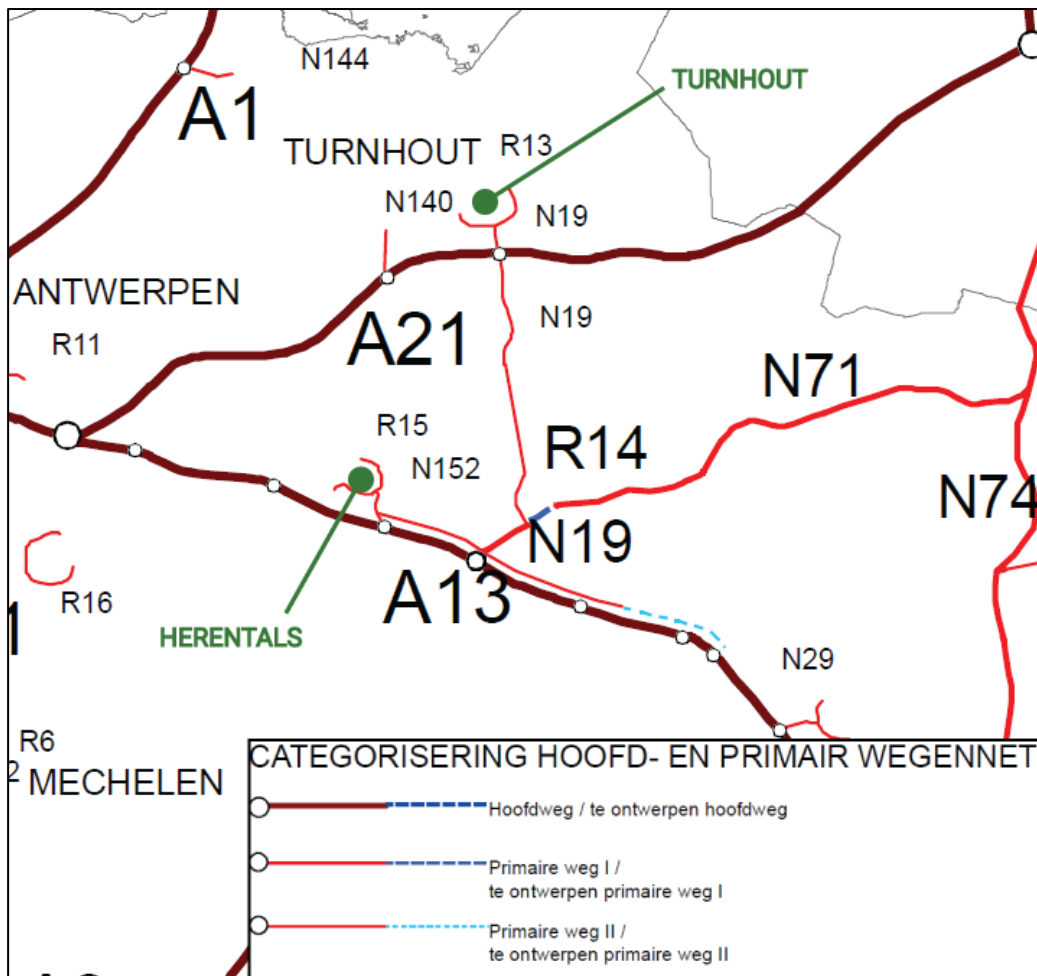 N144
A1
TURNHOUT
TURNHOUT
R13
N140
N19
ANTWERPEN
N19
R11
A21
N71
R15
R14
N152
N74
N19
A13
R16
1
HERENTALS
N29
R6
2
MECHELEN
CATEGORISERING HOOFD- EN PRIMAIR WEGENNET
Hoofdweg / te ontwerpen hoofdweg
Primaire weg I /
te ontwerpen primaire weg I
Primaire weg II /
te ontwerpen primaire weg II